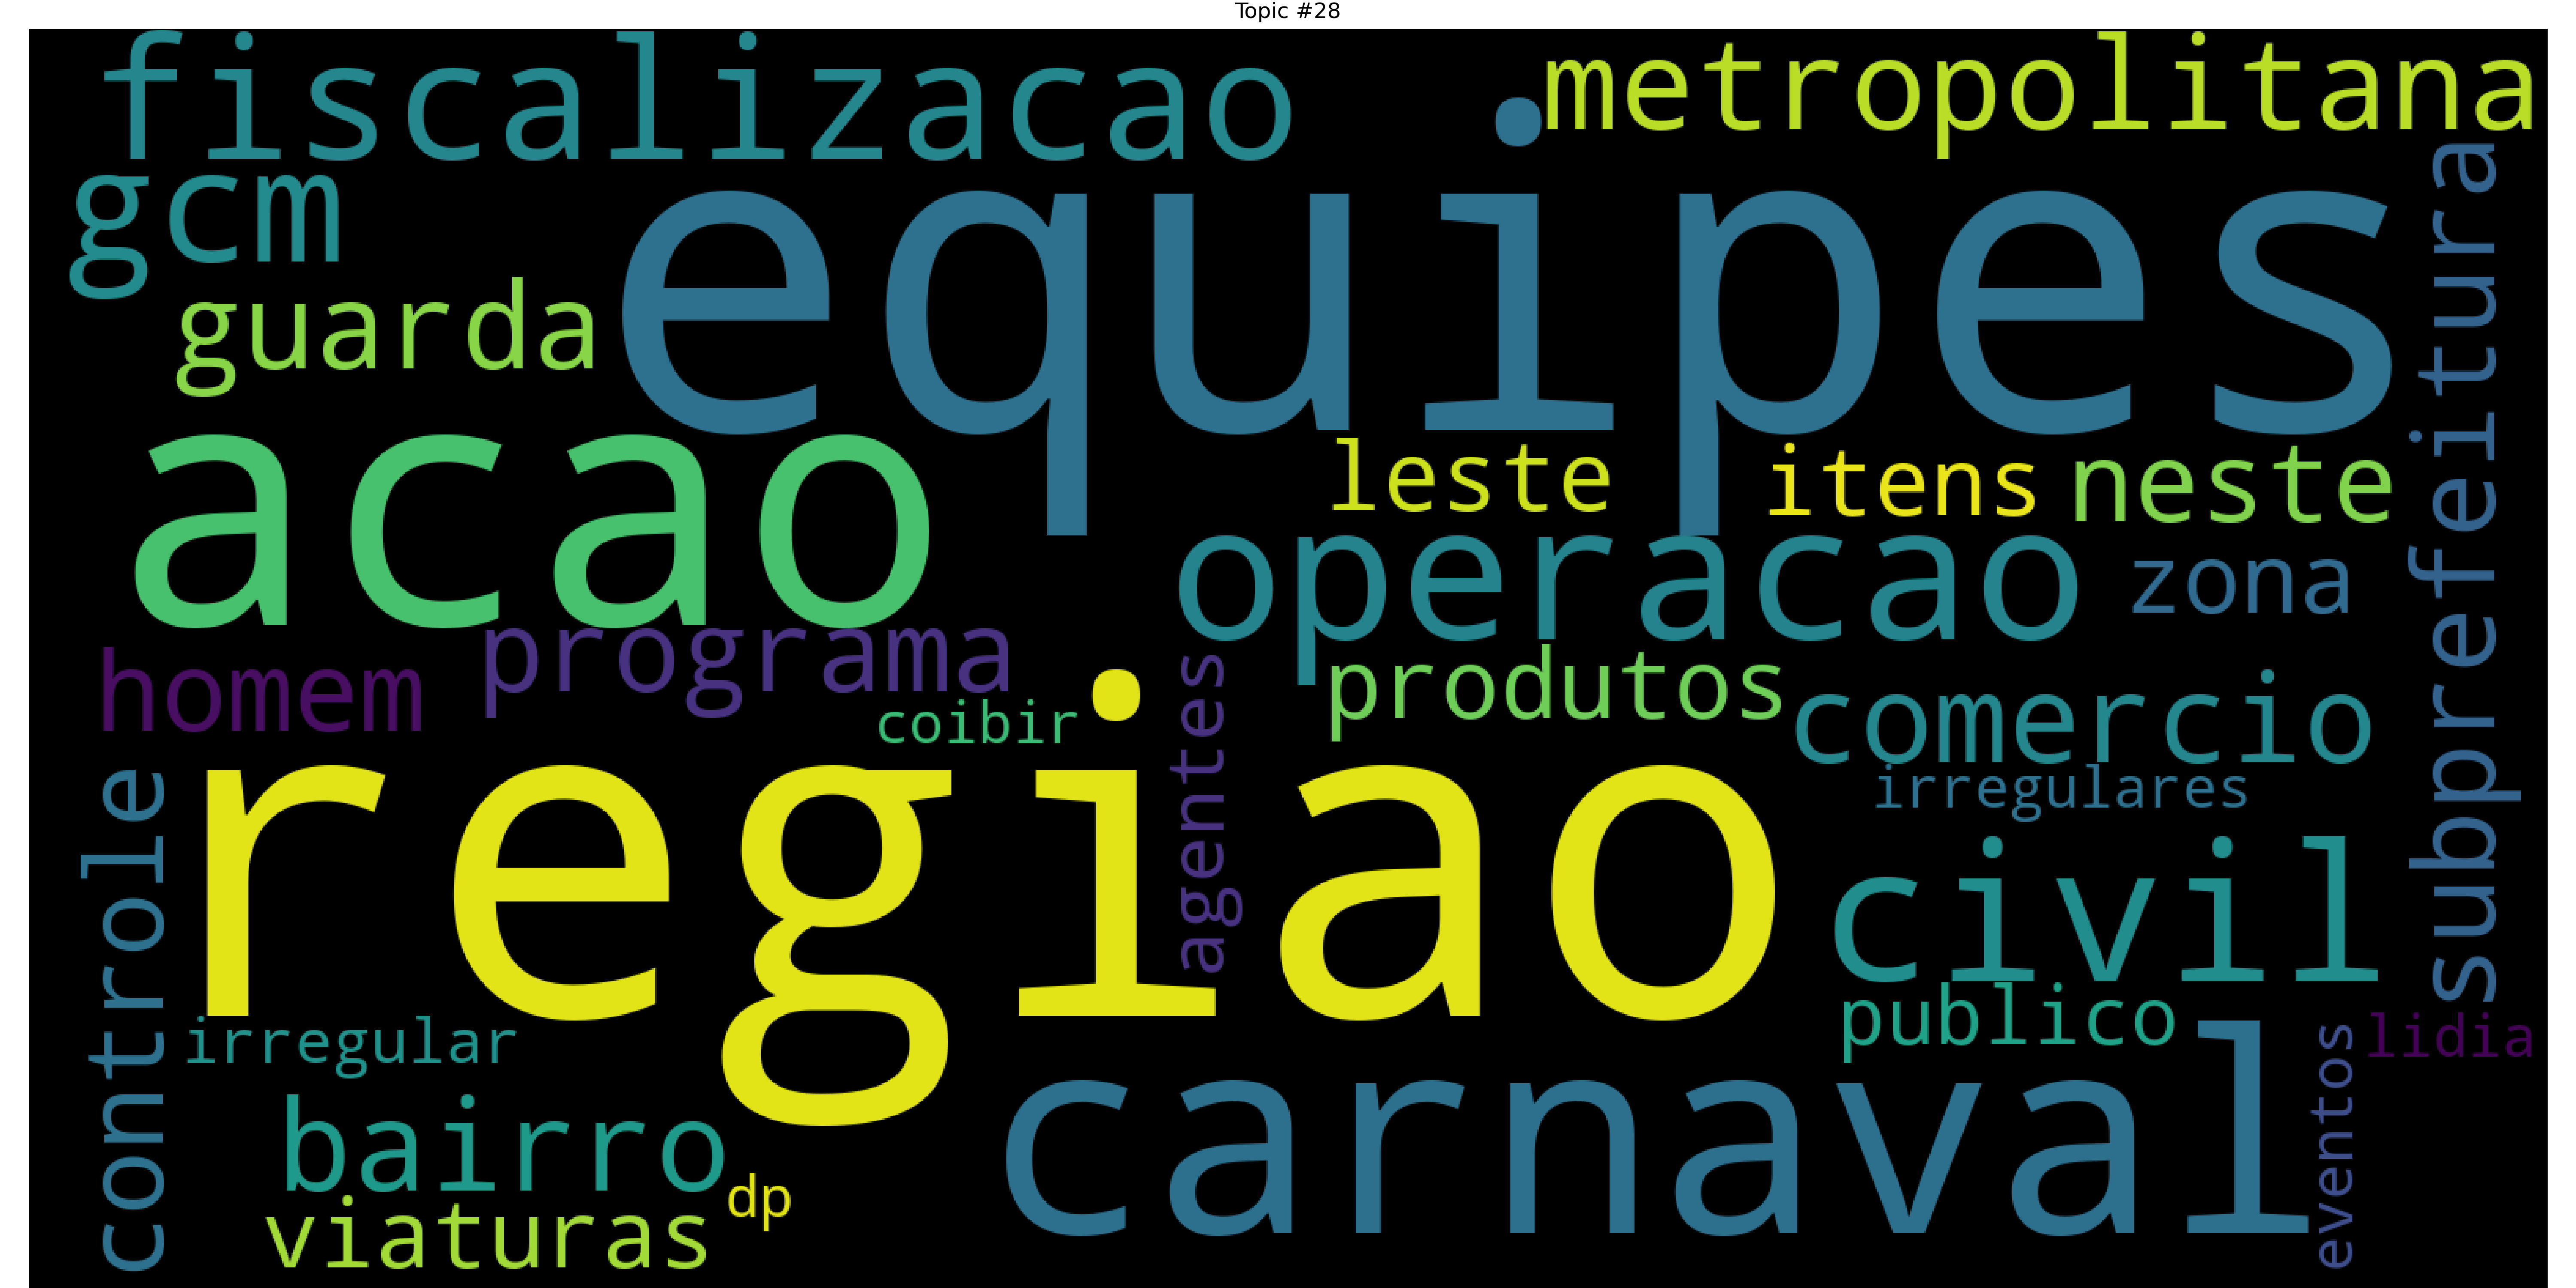 Topic #28
fiscalizacao
metropolitana
gcm
equipes
guarda
subprefeitura
acao
leste
itens
neste
operacao
zona
homem
programa
coibir
agentes
produtos
comercio
irregulares
controle
regiao
civil
publico
irregular
lidia
bairro
carnaval
eventos
dp
viaturas